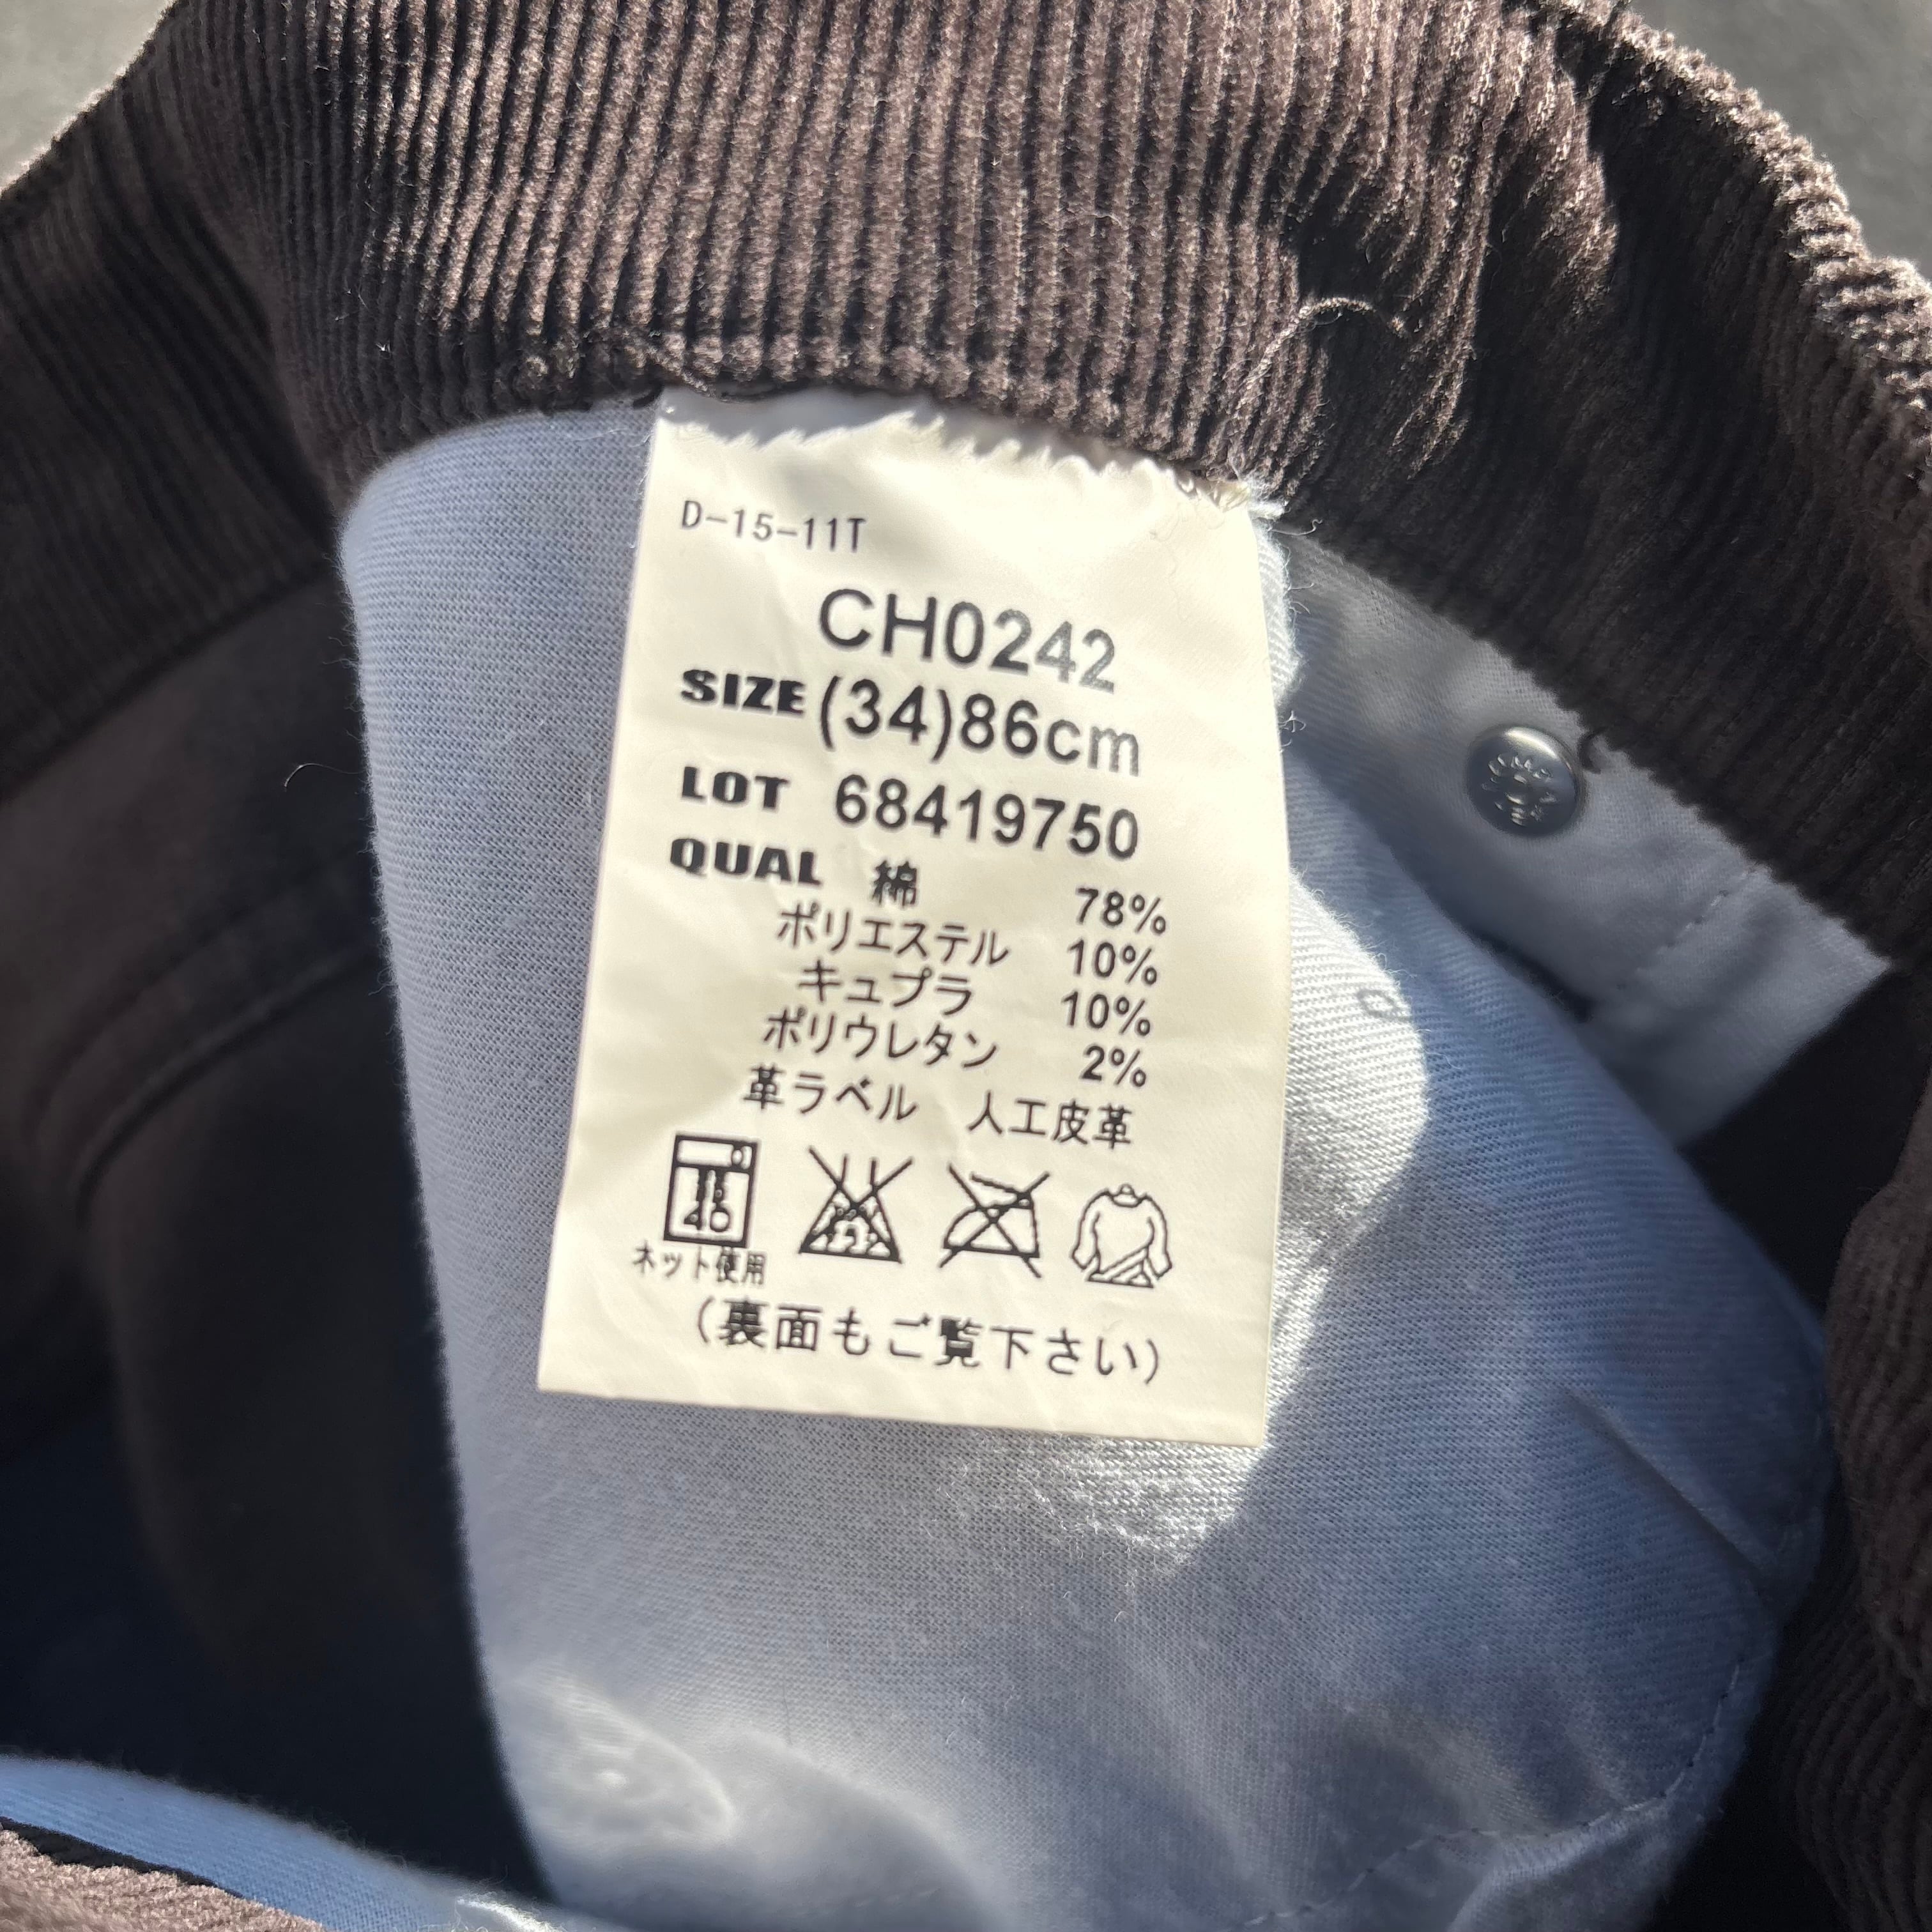 D-15-11T
CH0242
SIZE (34)86cm
LOT 68419750
QUAL 綿 78%
ポリエステル 10%
キュプラ 10%
ポリウレタン 2%
革ラベル 人工皮革
40
ネット使用
(裏面もご覧下さい)